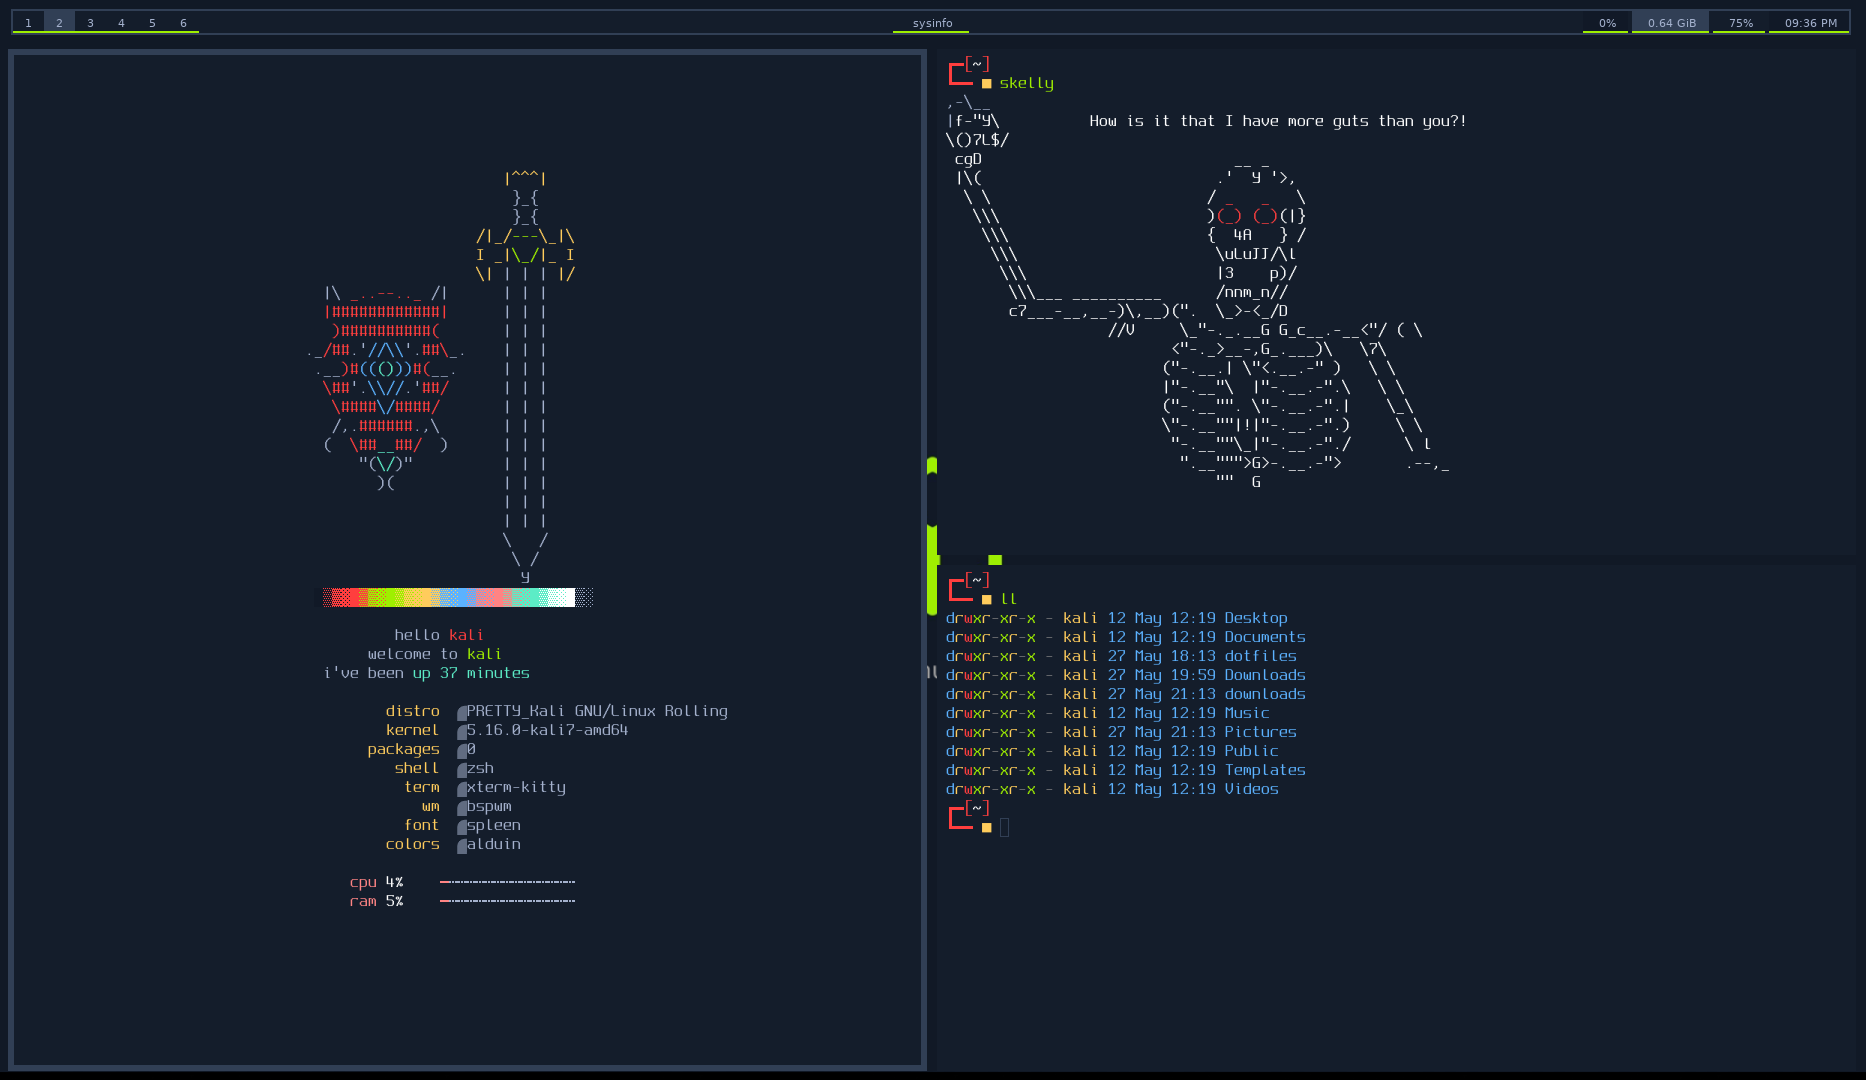 1 2 3 4 5 6 sysinfo 0% 0.64 GiB 75% 09:36 PM
hello kali
welcome to kali
i've been up 37 minutes
distro PRETTY_Kali GNU/Linux Rolling
kernel 5.16.0-kali7-amd64
packages 0
shell zsh
term xterm-kitty
wm bspwm
font spleen
colors alduin
cpu 4%
ram 5%
[~]
skelly
How is it that I have more guts than you?!
[~]
ll
drwxr-xr-x - kali 12 May 12:19 Desktop
drwxr-xr-x - kali 12 May 12:19 Documents
drwxr-xr-x - kali 27 May 18:13 dotfiles
drwxr-xr-x - kali 27 May 19:59 Downloads
drwxr-xr-x - kali 27 May 21:13 downloads
drwxr-xr-x - kali 12 May 12:19 Music
drwxr-xr-x - kali 27 May 21:13 Pictures
drwxr-xr-x - kali 12 May 12:19 Public
drwxr-xr-x - kali 12 May 12:19 Templates
drwxr-xr-x - kali 12 May 12:19 Videos
[~]